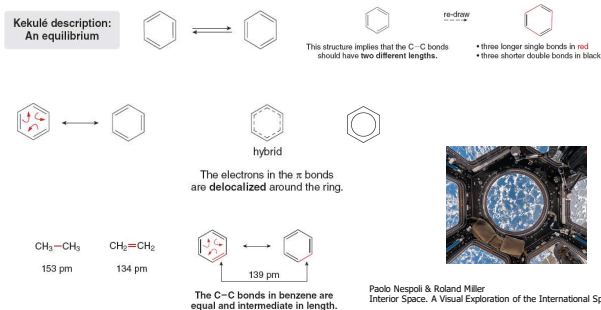 Kekulé description:
An equilibrium
re-draw
This structure implies that the C–C bonds
should have two different lengths.
• three longer single bonds in red
• three shorter double bonds in black
hybrid
The electrons in the π bonds
are delocalized around the ring.
CH₃—CH₃
CH₂=CH₂
153 pm
134 pm
139 pm
The C–C bonds in benzene are
equal and intermediate in length.
Paolo Nespoli & Roland Miller
Interior Space. A Visual Exploration of the International